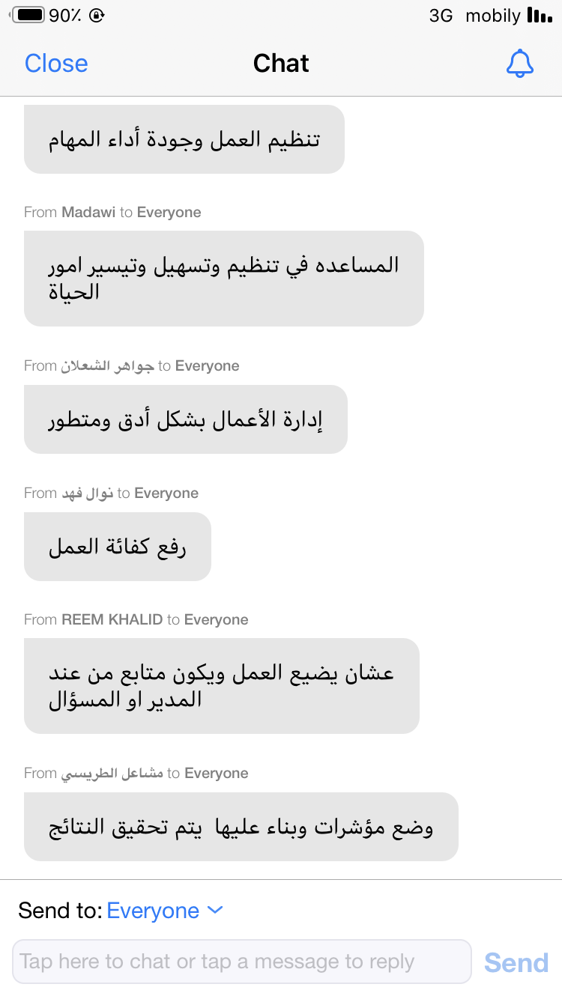 90٪
3G mobily
Close
Chat
تنظيم العمل وجودة أداء المهام
From Madawi to Everyone
المساعده في تنظيم وتسهيل وتيسير امور
الحياة
From جواهر الشعلان to Everyone
إدارة الأعمال بشكل أدق ومتطور
From نوال فهد to Everyone
رفع كفائة العمل
From REEM KHALID to Everyone
عشان يضيع العمل ويكون متابع من عند
المدير او المسؤال
From مشاعل الطريسي to Everyone
وضع مؤشرات وبناء عليها يتم تحقيق النتائج
Send to: Everyone
Tap here to chat or tap a message to reply
Send